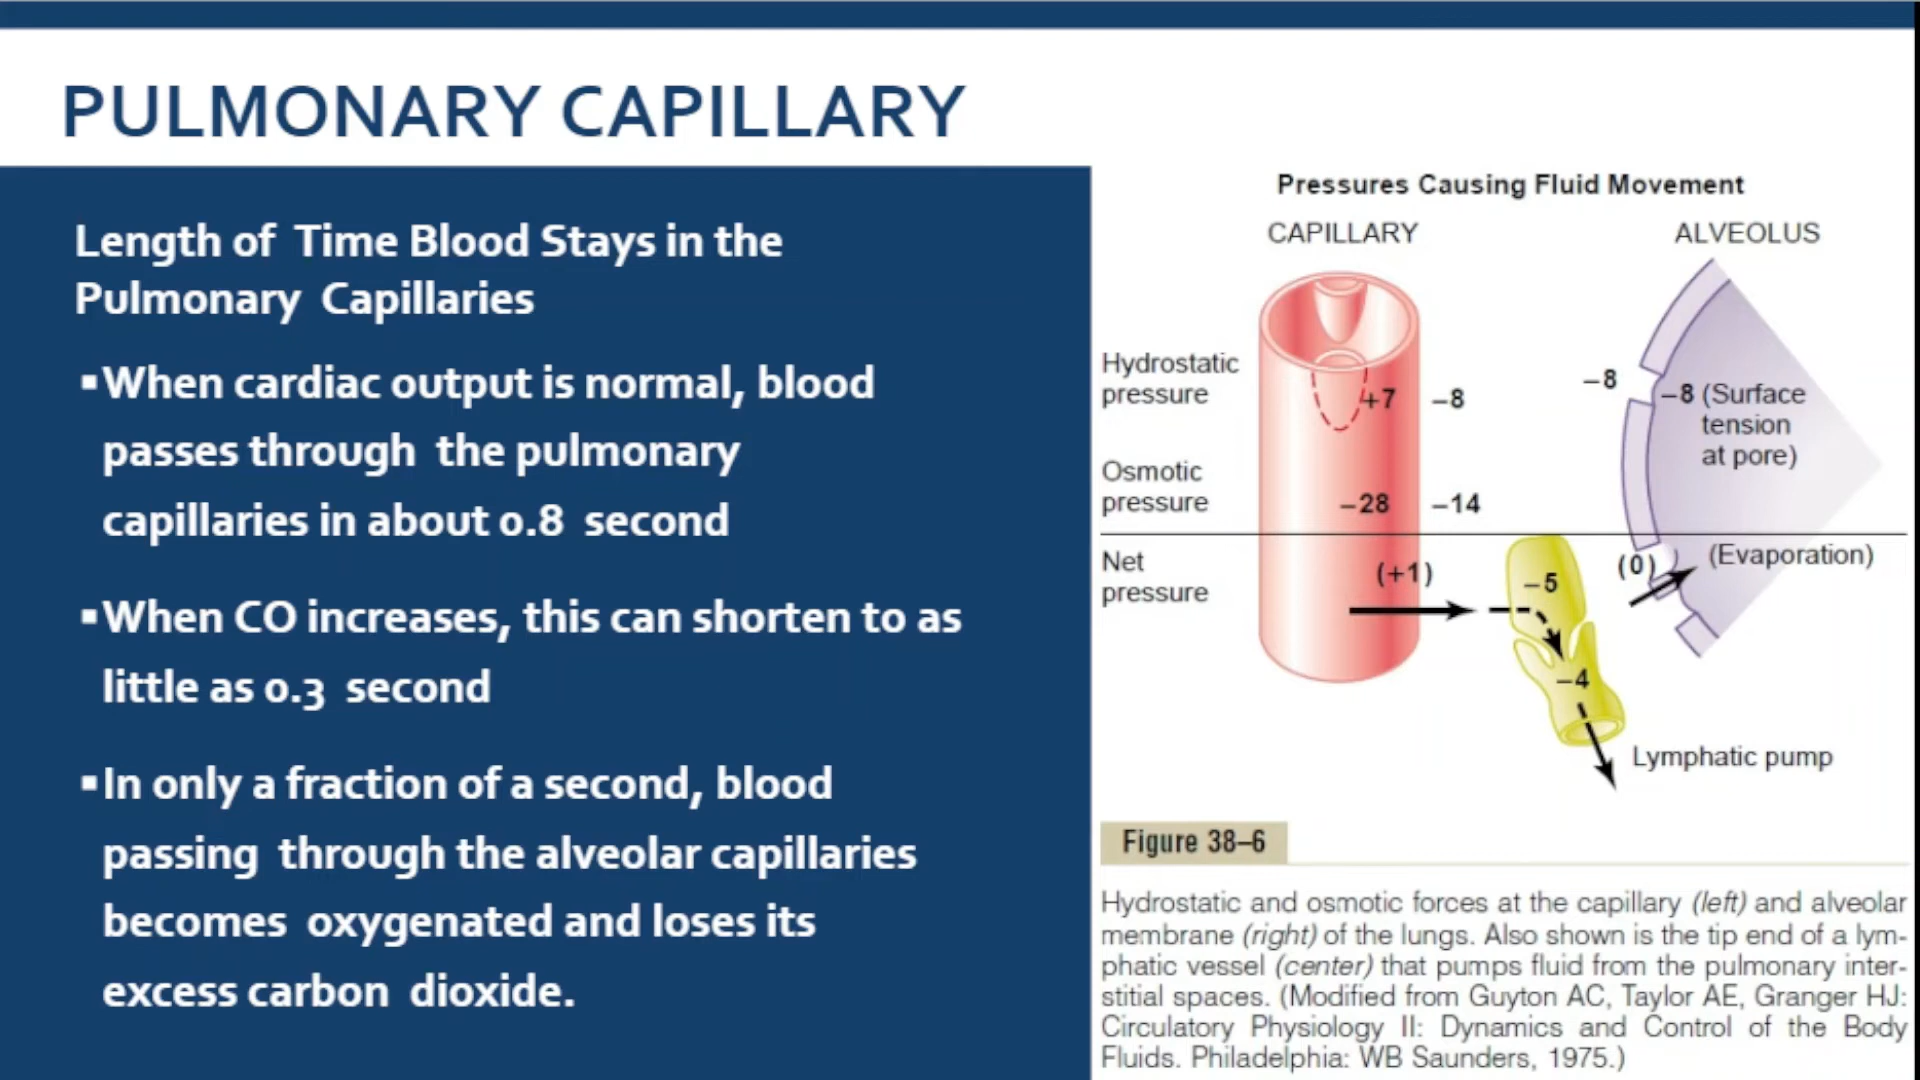 PULMONARY CAPILLARY
Length of Time Blood Stays in the
Pulmonary Capillaries
▪When cardiac output is normal, blood
passes through the pulmonary
capillaries in about 0.8 second
▪When CO increases, this can shorten to as
little as 0.3 second
▪In only a fraction of a second, blood
passing through the alveolar capillaries
becomes oxygenated and loses its
excess carbon dioxide.
Pressures Causing Fluid Movement
CAPILLARY ALVEOLUS
Hydrostatic
pressure
+7 –8 –8 –8 (Surface
tension
at pore)
Osmotic
pressure
–28 –14
Net
pressure
(+1) –5 (0) (Evaporation)
–4
Lymphatic pump
Figure 38–6
Hydrostatic and osmotic forces at the capillary (left) and alveolar
membrane (right) of the lungs. Also shown is the tip end of a lym-
phatic vessel (center) that pumps fluid from the pulmonary inter-
stitial spaces. (Modified from Guyton AC, Taylor AE, Granger HJ:
Circulatory Physiology II: Dynamics and Control of the Body
Fluids. Philadelphia: WB Saunders, 1975.)